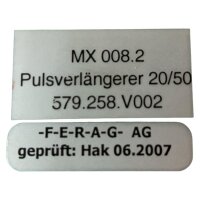 MX 008.2
Pulsverlängerer 20/50
579.258.V002
-F-E-R-A-G- AG
geprüft: Hak 06.2007